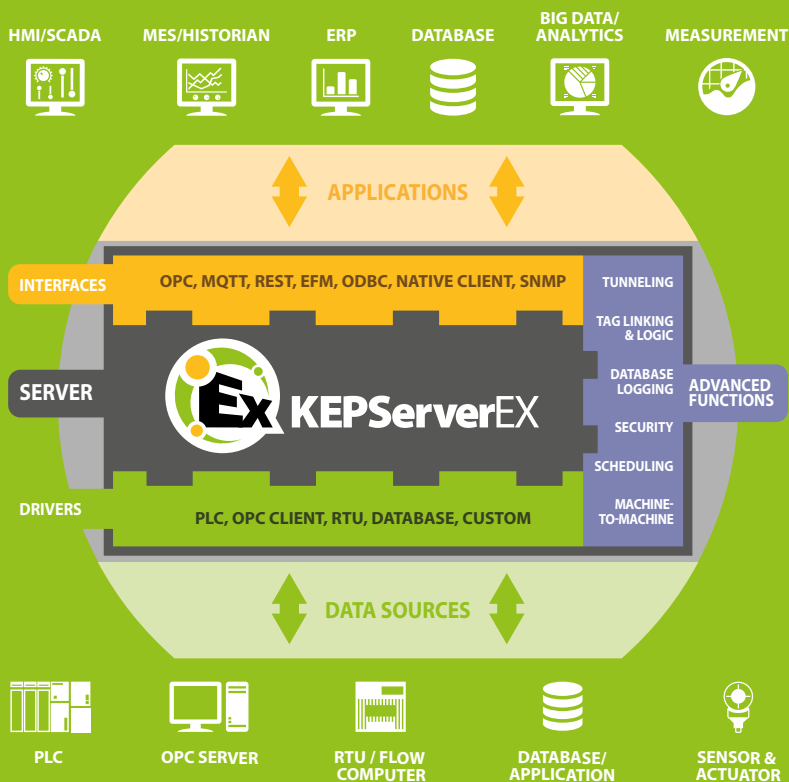 HMI/SCADA
MES/HISTORIAN
ERP
DATABASE
BIG DATA/
ANALYTICS
MEASUREMENT
APPLICATIONS
INTERFACES
OPC, MQTT, REST, EFM, ODBC, NATIVE CLIENT, SNMP
TUNNELING
TAG LINKING
& LOGIC
DATABASE
LOGGING
SECURITY
SCHEDULING
MACHINE-
TO-MACHINE
ADVANCED
FUNCTIONS
SERVER
Ex KEPServerEX
DRIVERS
PLC, OPC CLIENT, RTU, DATABASE, CUSTOM
DATA SOURCES
PLC
OPC SERVER
RTU / FLOW
COMPUTER
DATABASE/
APPLICATION
SENSOR &
ACTUATOR